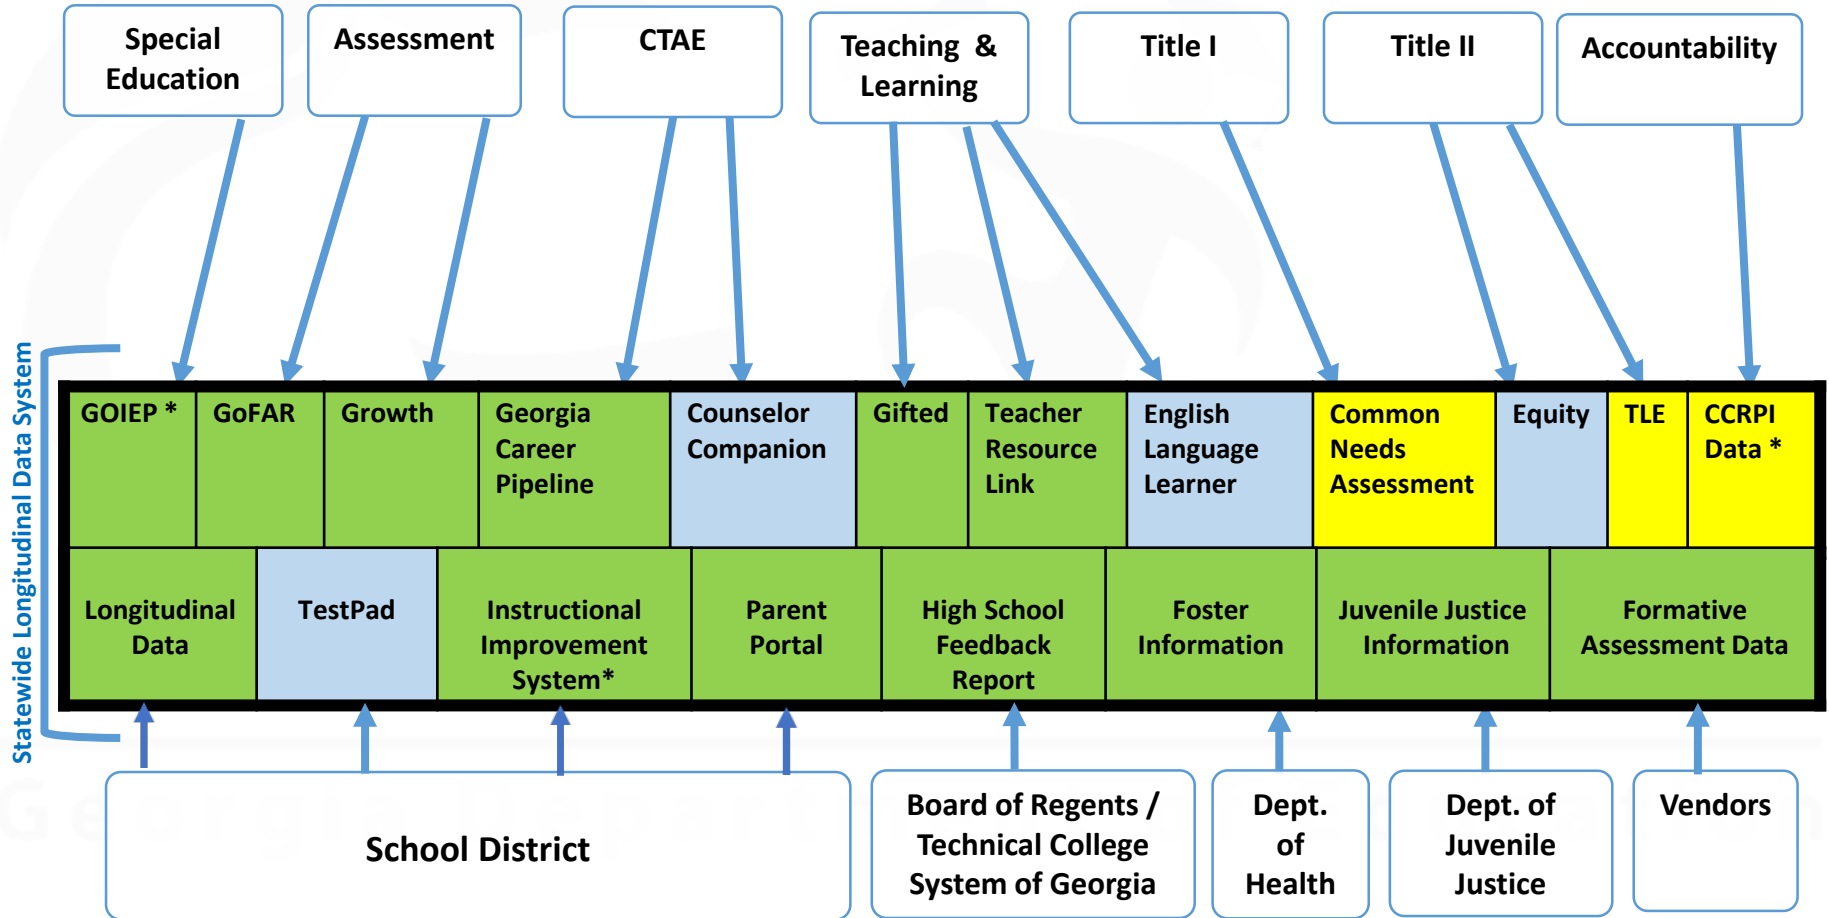 Special
Education
Assessment
CTAE
Teaching &
Learning
Title I
Title II
Accountability
Statewide Longitudinal Data System
GOIEP *
GoFAR
Growth
Georgia
Career
Pipeline
Counselor
Companion
Gifted
Teacher
Resource
Link
English
Language
Learner
Common
Needs
Assessment
Equity
TLE
CCRPI
Data *
Longitudinal
Data
TestPad
Instructional
Improvement
System*
Parent
Portal
High School
Feedback
Report
Foster
Information
Juvenile Justice
Information
Formative
Assessment Data
School District
Board of Regents /
Technical College
System of Georgia
Dept.
of
Health
Dept. of
Juvenile
Justice
Vendors